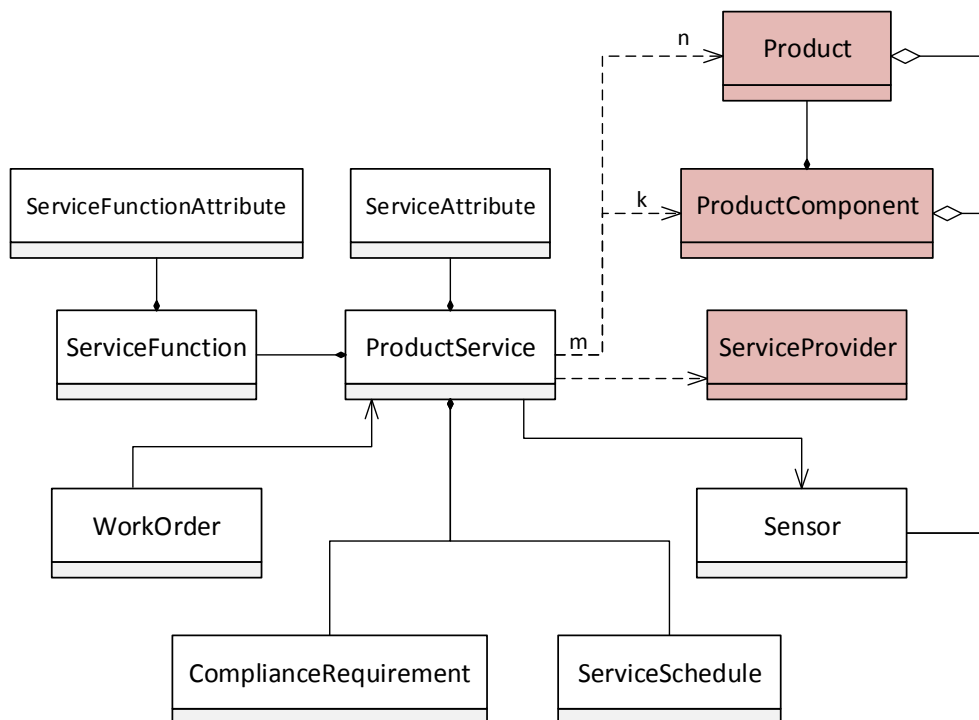 n
Product
ServiceFunctionAttribute
ServiceAttribute
k
ProductComponent
ServiceFunction
ProductService
m
ServiceProvider
WorkOrder
Sensor
ComplianceRequirement
ServiceSchedule